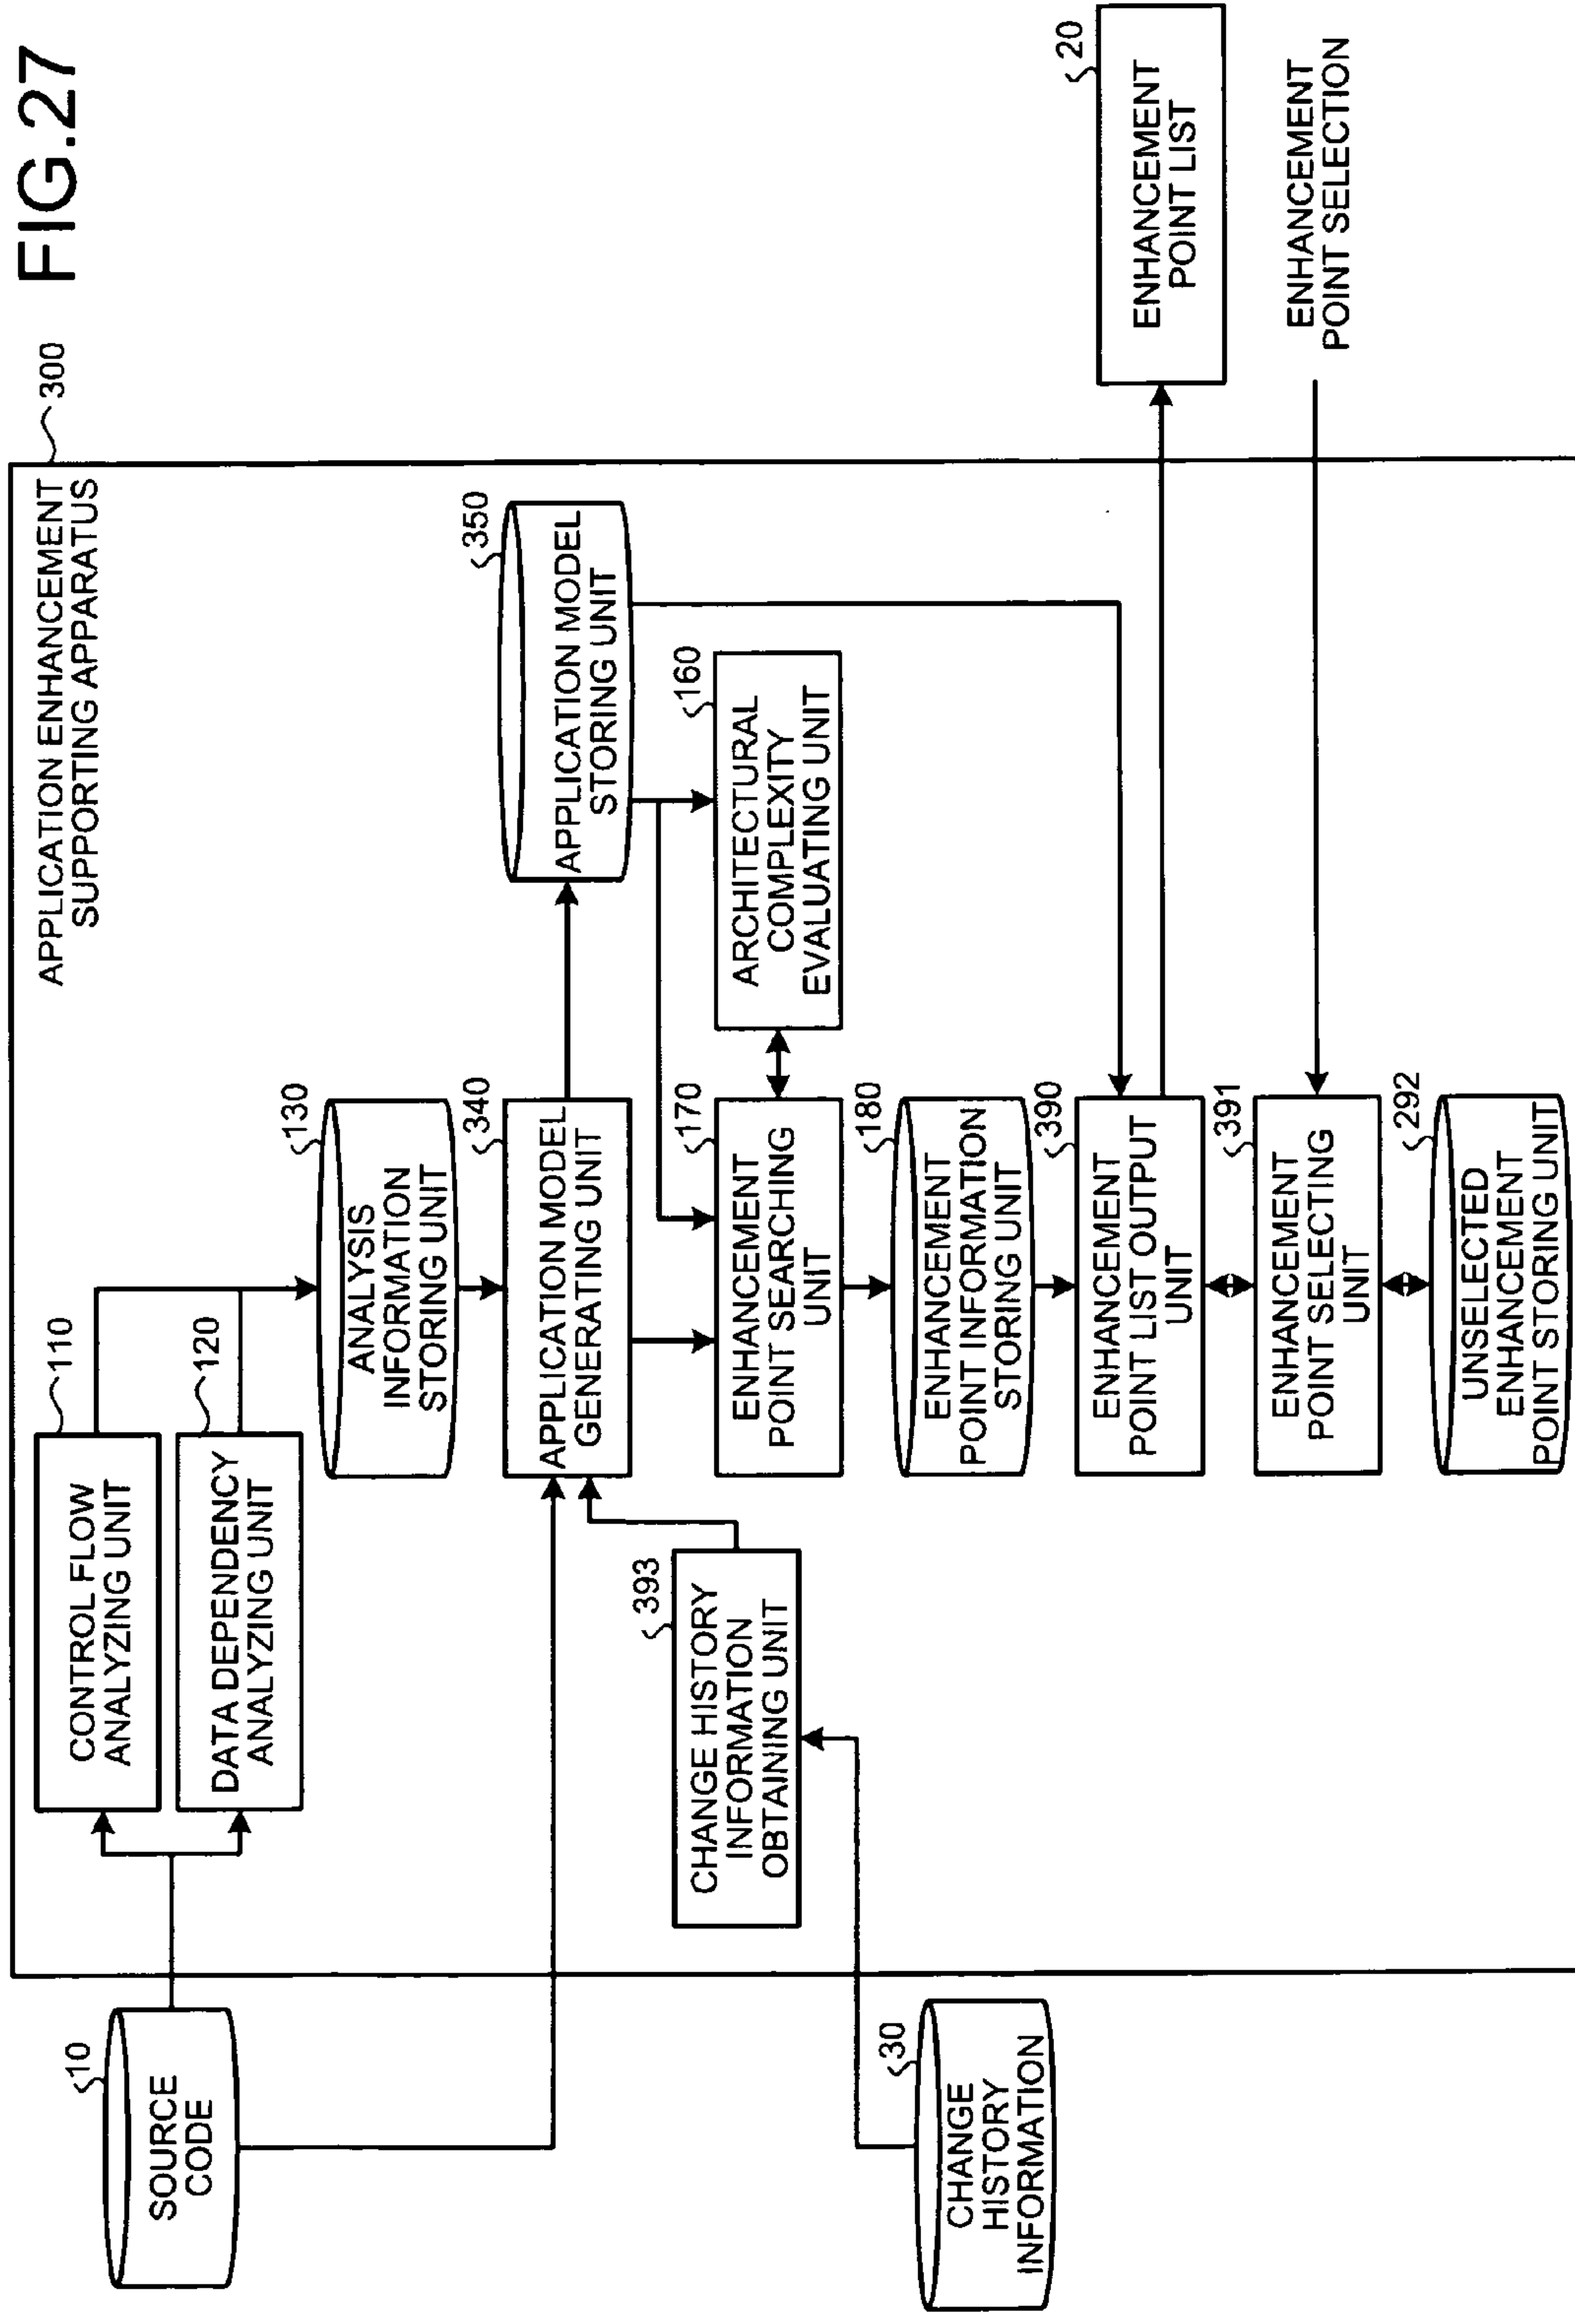 FIG.27
300
APPLICATION ENHANCEMENT
SUPPORTING APPARATUS
10
SOURCE
CODE
110
CONTROL FLOW
ANALYZING UNIT
120
DATA DEPENDENCY
ANALYZING UNIT
130
ANALYSIS
INFORMATION
STORING UNIT
340
APPLICATION MODEL
GENERATING UNIT
350
APPLICATION MODEL
STORING UNIT
393
CHANGE HISTORY
INFORMATION
OBTAINING UNIT
170
ENHANCEMENT
POINT SEARCHING
UNIT
160
ARCHITECTURAL
COMPLEXITY
EVALUATING UNIT
30
CHANGE
HISTORY
INFORMATION
180
ENHANCEMENT
POINT INFORMATION
STORING UNIT
390
ENHANCEMENT
POINT LIST OUTPUT
UNIT
20
ENHANCEMENT
POINT LIST
391
ENHANCEMENT
POINT SELECTING
UNIT
ENHANCEMENT
POINT SELECTION
292
UNSELECTED
ENHANCEMENT
POINT STORING UNIT